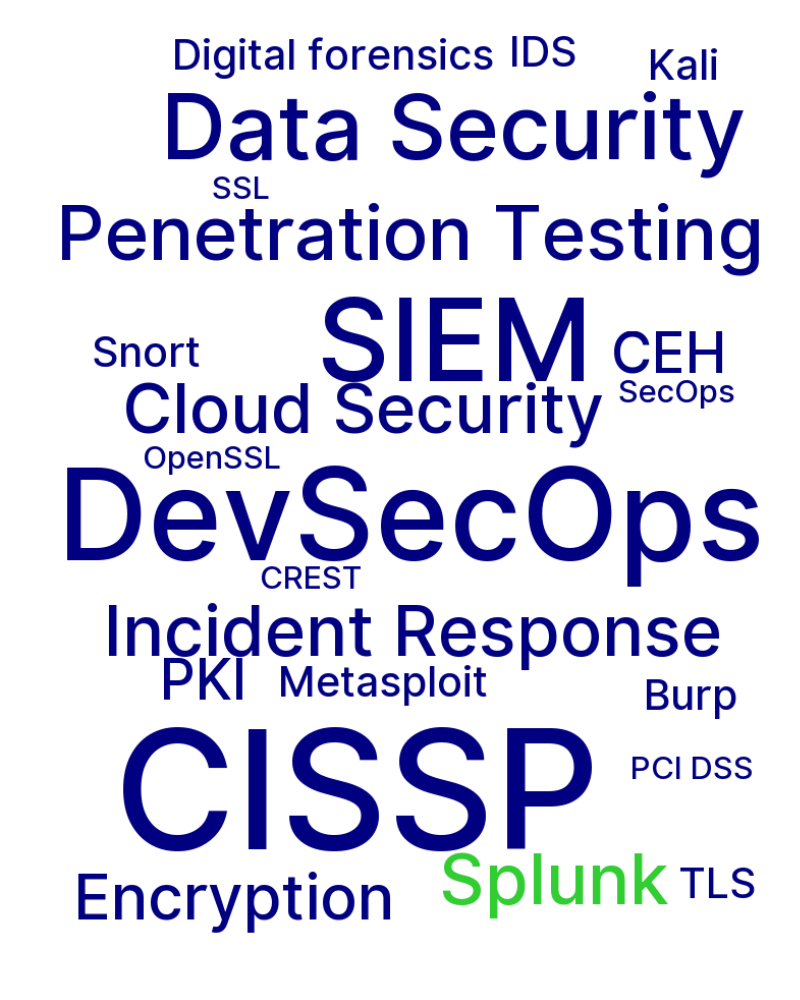 Digital forensics IDS
Kali
Data Security
SSL
Penetration Testing
SIEM
Snort
CEH
Cloud Security
SecOps
OpenSSL
DevSecOps
CREST
Incident Response
PKI
Metasploit
Burp
CISSP
PCI DSS
Splunk
TLS
Encryption